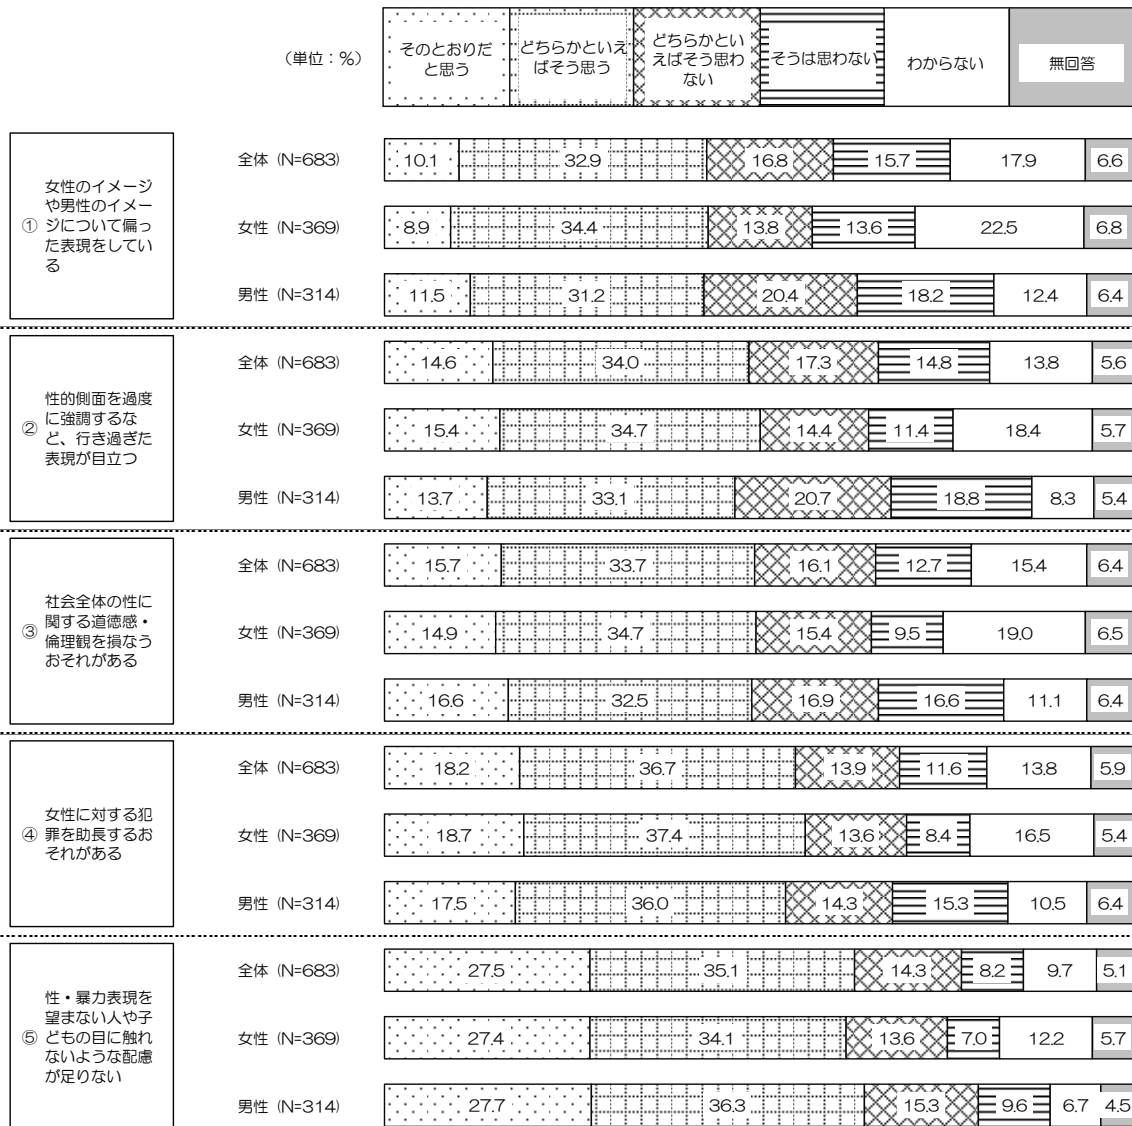 (単位:%)
そのとおりだ
と思う
どちらかといえ
ばそう思う
どちらかとい
えばそう思わ
ない
そうは思わない
わからない
無回答
①
女性のイメージ
や男性のイメー
ジについて偏っ
た表現をしてい
る
全体 (N=683)
10.1 32.9 16.8 15.7 17.9 6.6
女性 (N=369)
8.9 34.4 13.8 13.6 22.5 6.8
男性 (N=314)
11.5 31.2 20.4 18.2 12.4 6.4
②
性的側面を過度
に強調するな
ど、行き過ぎた
表現が目立つ
全体 (N=683)
14.6 34.0 17.3 14.8 13.8 5.6
女性 (N=369)
15.4 34.7 14.4 11.4 18.4 5.7
男性 (N=314)
13.7 33.1 20.7 18.8 8.3 5.4
③
社会全体の性に
関する道徳感・
倫理観を損なう
おそれがある
全体 (N=683)
15.7 33.7 16.1 12.7 15.4 6.4
女性 (N=369)
14.9 34.7 15.4 9.5 19.0 6.5
男性 (N=314)
16.6 32.5 16.9 16.6 11.1 6.4
④
女性に対する犯
罪を助長するお
それがある
全体 (N=683)
18.2 36.7 13.9 11.6 13.8 5.9
女性 (N=369)
18.7 37.4 13.6 8.4 16.5 5.4
男性 (N=314)
17.5 36.0 14.3 15.3 10.5 6.4
⑤
性・暴力表現を
望まない人や子
どもの目に触れ
ないような配慮
が足りない
全体 (N=683)
27.5 35.1 14.3 8.2 9.7 5.1
女性 (N=369)
27.4 34.1 13.6 7.0 12.2 5.7
男性 (N=314)
27.7 36.3 15.3 9.6 6.7 4.5